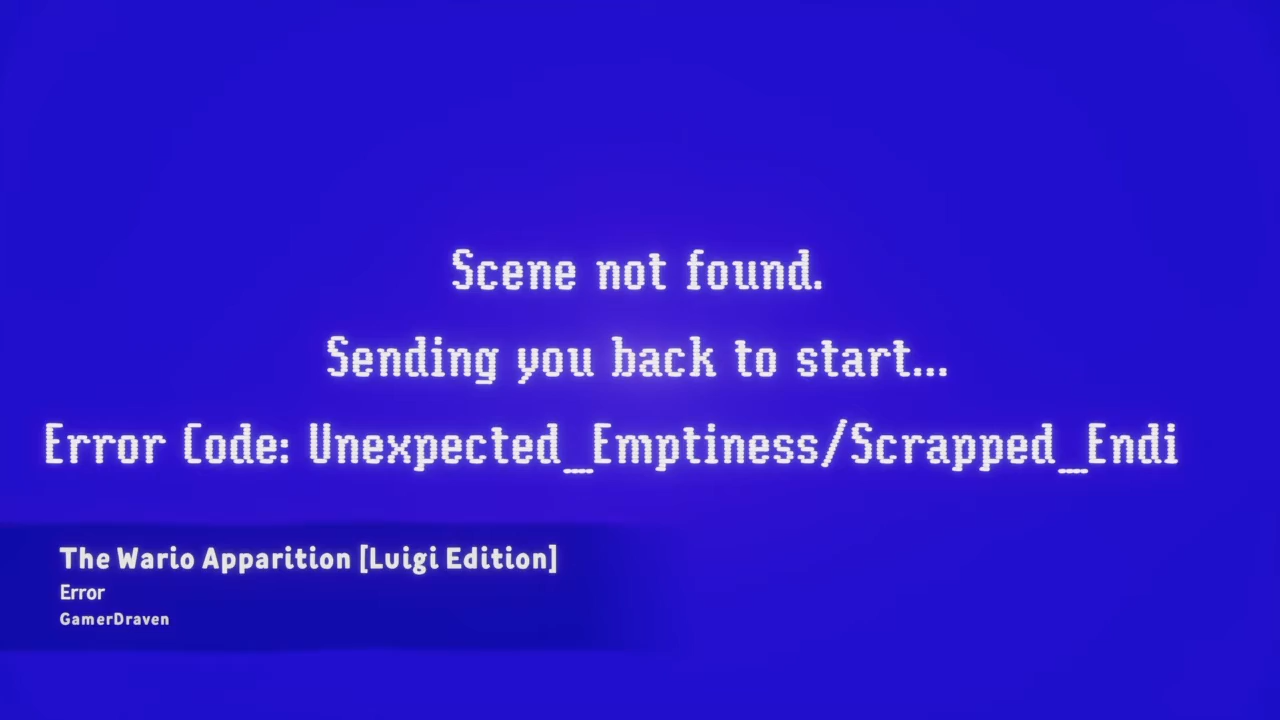 Scene not found.
Sending you back to start...
Error Code: Unexpected_Emptiness/Scrapped_Endi
The Wario Apparition [Luigi Edition]
Error
GamerDraven